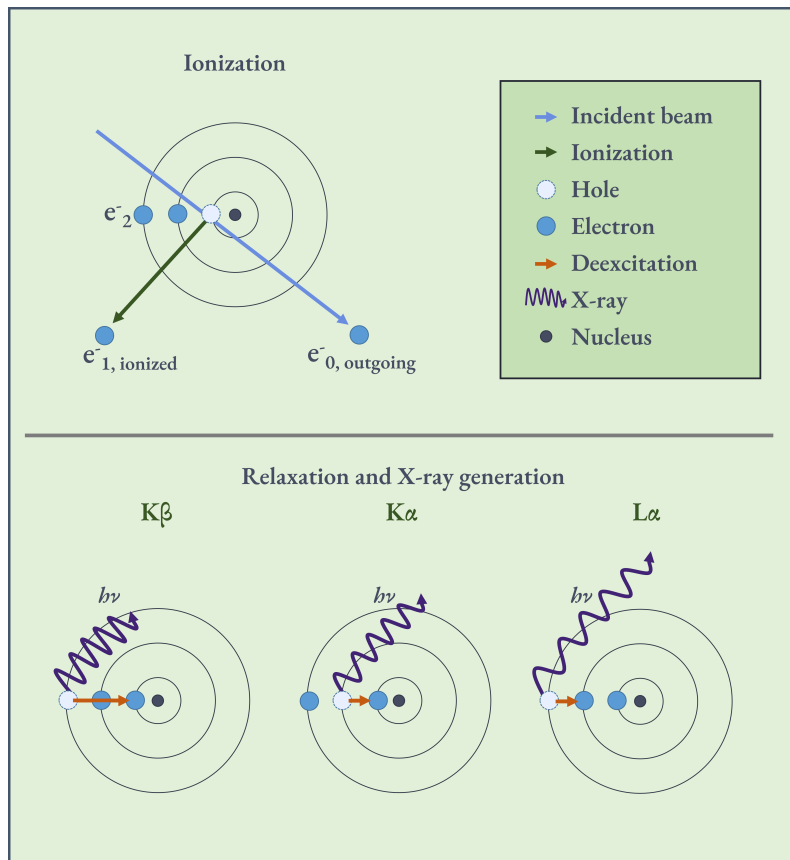 Ionization
e⁻₂
e⁻₁, ionized
e⁻₀, outgoing
Incident beam
Ionization
Hole
Electron
Deexcitation
X-ray
Nucleus
Relaxation and X-ray generation
Kβ
Kα
Lα
hν
hν
hν